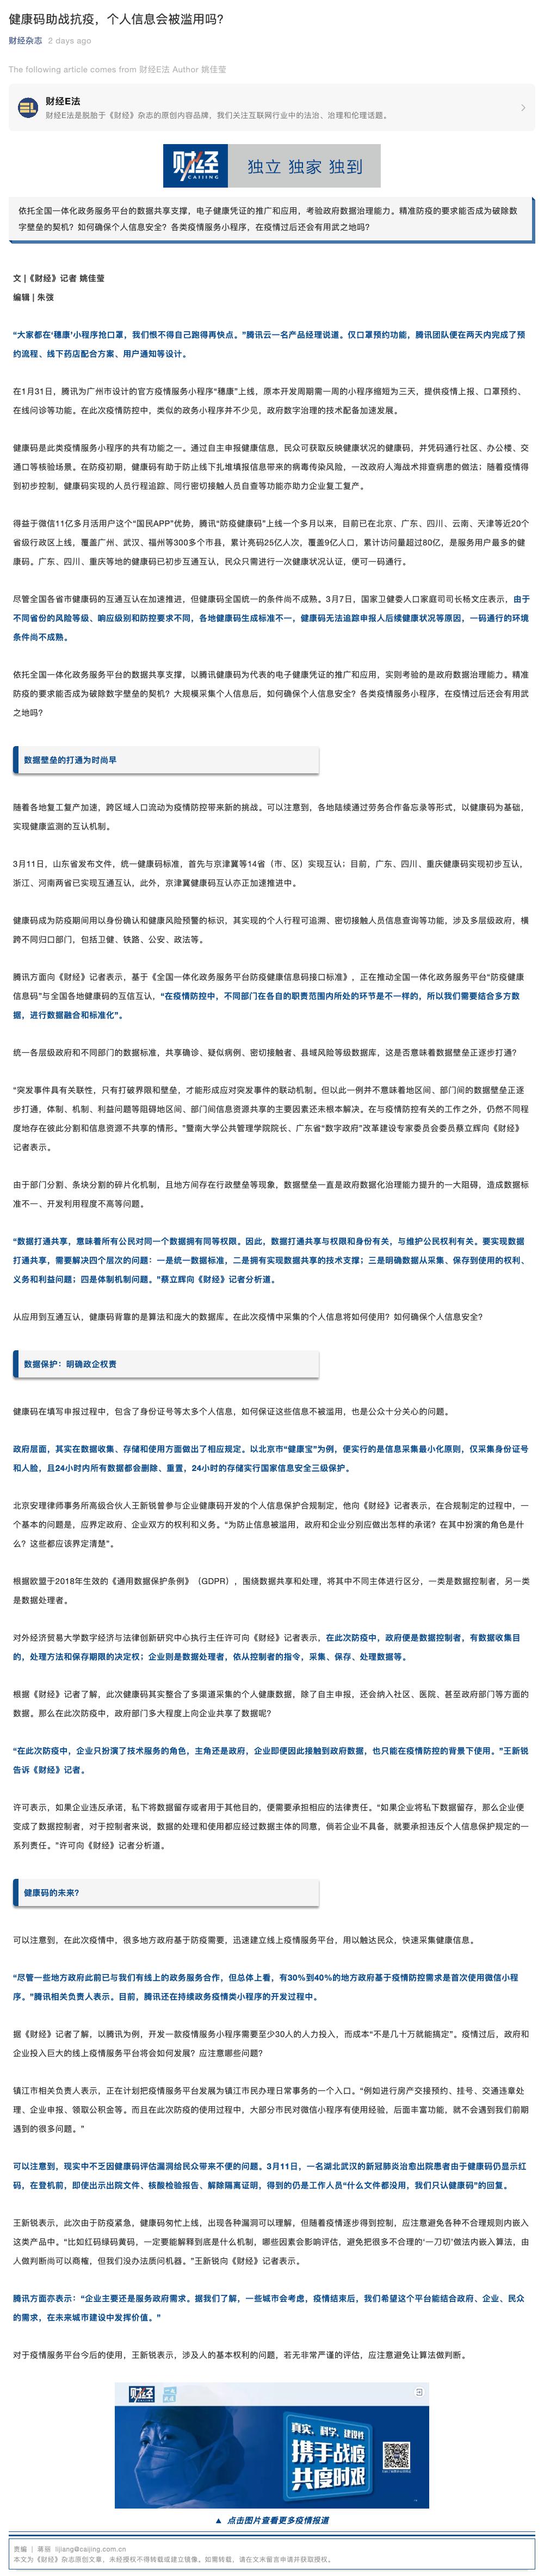 健康码助战抗疫，个人信息会被滥用吗？
财经杂志 2 days ago
The following article comes from 财经E法 Author 姚佳莹
财经E法
财经E法是脱胎于《财经》杂志的原创内容品牌，我们关注互联网行业中的法治、治理和伦理话题。
财经
CAIJING
独立 独家 独到
依托全国一体化政务服务平台的数据共享支撑，电子健康凭证的推广和应用，考验政府数据治理能力。精准防疫的要求能否成为破除数
字壁垒的契机？如何确保个人信息安全？各类疫情服务小程序，在疫情过后还会有用武之地吗？
文 |《财经》记者 姚佳莹
编辑 | 朱弢
“大家都在‘穗康’小程序抢口罩，我们恨不得自己跑得再快点。”腾讯云一名产品经理说道。仅口罩预约功能，腾讯团队便在两天内完成了预
约流程、线下药店配合方案、用户通知等设计。
在1月31日，腾讯为广州市设计的官方疫情服务小程序“穗康”上线，原本开发周期需一周的小程序缩短为三天，提供疫情上报、口罩预约、
在线问诊等功能。在此次疫情防控中，类似的政务小程序并不少见，政府数字治理的技术配备加速发展。
健康码是此类疫情服务小程序的共有功能之一。通过自主申报健康信息，民众可获取反映健康状况的健康码，并凭码通行社区、办公楼、交
通口等核验场景。在防疫初期，健康码有助于防止线下扎堆填报信息带来的病毒传染风险，一改政府人海战术排查病患的做法；随着疫情得
到初步控制，健康码实现的人员行程追踪、同行密切接触人员自查等功能亦助力企业复工复产。
得益于微信11亿多月活用户这个“国民APP”优势，腾讯“防疫健康码”上线一个多月以来，目前已在北京、广东、四川、云南、天津等近20个
省级行政区上线，覆盖广州、武汉、福州等300多个市县，累计亮码25亿人次，覆盖9亿人口，累计访问量超过80亿，是服务用户最多的健
康码。广东、四川、重庆等地的健康码已初步互通互认，民众只需进行一次健康状况认证，便可一码通行。
尽管全国各省市健康码的互通互认在加速推进，但健康码全国统一的条件尚不成熟。3月7日，国家卫健委人口家庭司司长杨文庄表示，由于
不同省份的风险等级、响应级别和防控要求不同，各地健康码生成标准不一，健康码无法追踪申报人后续健康状况等原因，一码通行的环境
条件尚不成熟。
依托全国一体化政务服务平台的数据共享支撑，以腾讯健康码为代表的电子健康凭证的推广和应用，实则考验的是政府数据治理能力。精准
防疫的要求能否成为破除数字壁垒的契机？大规模采集个人信息后，如何确保个人信息安全？各类疫情服务小程序，在疫情过后还会有用武
之地吗？
数据壁垒的打通为时尚早
随着各地复工复产加速，跨区域人口流动为疫情防控带来新的挑战。可以注意到，各地陆续通过劳务合作备忘录等形式，以健康码为基础，
实现健康监测的互认机制。
3月11日，山东省发布文件，统一健康码标准，首先与京津冀等14省（市、区）实现互认；目前，广东、四川、重庆健康码实现初步互认，
浙江、河南两省已实现互通互认，此外，京津冀健康码互认亦正加速推进中。
健康码成为防疫期间用以身份确认和健康风险预警的标识，其实现的个人行程可追溯、密切接触人员信息查询等功能，涉及多层级政府，横
跨不同归口部门，包括卫健、铁路、公安、政法等。
腾讯方面向《财经》记者表示，基于《全国一体化政务服务平台防疫健康信息码接口标准》，正在推动全国一体化政务服务平台“防疫健康
信息码”与全国各地健康码的互信互认，“在疫情防控中，不同部门在各自的职责范围内所处的环节是不一样的，所以我们需要结合多方数
据，进行数据融合和标准化”。
统一各层级政府和不同部门的数据标准，共享确诊、疑似病例、密切接触者、县域风险等级数据库，这是否意味着数据壁垒正逐步打通？
“突发事件具有关联性，只有打破界限和壁垒，才能形成应对突发事件的联动机制。但以此一例并不意味着地区间、部门间的数据壁垒正逐
步打通，体制、机制、利益问题等阻碍地区间、部门间信息资源共享的主要因素还未根本解决。在与疫情防控有关的工作之外，仍然不同程
度地存在彼此分割和信息资源不共享的情形。”暨南大学公共管理学院院长、广东省“数字政府”改革建设专家委员会委员蔡立辉向《财经》
记者表示。
由于部门分割、条块分割的碎片化机制，且地方间存在行政壁垒等现象，数据壁垒一直是政府数据化治理能力提升的一大阻碍，造成数据标
准不一、开发利用程度不高等问题。
“数据打通共享，意味着所有公民对同一个数据拥有同等权限。因此，数据打通共享与权限和身份有关，与维护公民权利有关。要实现数据
打通共享，需要解决四个层次的问题：一是统一数据标准，二是拥有实现数据共享的技术支撑；三是明确数据从采集、保存到使用的权利、
义务和利益问题；四是体制机制问题。”蔡立辉向《财经》记者分析道。
从应用到互通互认，健康码背靠的是算法和庞大的数据库。在此次疫情中采集的个人信息将如何使用？如何确保个人信息安全？
数据保护：明确政企权责
健康码在填写申报过程中，包含了身份证号等太多个人信息，如何保证这些信息不被滥用，也是公众十分关心的问题。
政府层面，其实在数据收集、存储和使用方面做出了相应规定。以北京市“健康宝”为例，便实行的是信息采集最小化原则，仅采集身份证号
和人脸，且24小时内所有数据都会删除、重置，24小时的存储实行国家信息安全三级保护。
北京安理律师事务所高级合伙人王新锐曾参与企业健康码开发的个人信息保护合规制定，他向《财经》记者表示，在合规制定的过程中，一
个基本的问题是，应界定政府、企业双方的权利和义务。“为防止信息被滥用，政府和企业分别应做出怎样的承诺？在其中扮演的角色是什
么？这些都应该界定清楚”。
根据欧盟于2018年生效的《通用数据保护条例》（GDPR），围绕数据共享和处理，将其中不同主体进行区分，一类是数据控制者，另一类
是数据处理者。
对外经济贸易大学数字经济与法律创新研究中心执行主任许可向《财经》记者表示，在此次防疫中，政府便是数据控制者，有数据收集目
的，处理方法和保存期限的决定权；企业则是数据处理者，依从控制者的指令，采集、保存、处理数据等。
根据《财经》记者了解，此次健康码其实整合了多渠道采集的个人健康数据，除了自主申报，还会纳入社区、医院、甚至政府部门等方面的
数据。那么在此次防疫中，政府部门多大程度上向企业共享了数据呢？
“在此次防疫中，企业只扮演了技术服务的角色，主角还是政府，企业即便因此接触到政府数据，也只能在疫情防控的背景下使用。”王新锐
告诉《财经》记者。
许可表示，如果企业违反承诺，私下将数据留存或者用于其他目的，便需要承担相应的法律责任。“如果企业将私下数据留存，那么企业便
变成了数据控制者，对于控制者来说，数据的处理和使用都应经过数据主体的同意，倘若企业不具备，就要承担违反个人信息保护规定的一
系列责任。”许可向《财经》记者分析道。
健康码的未来？
可以注意到，在此次疫情中，很多地方政府基于防疫需要，迅速建立线上疫情服务平台，用以触达民众，快速采集健康信息。
“尽管一些地方政府此前已与我们有线上的政务服务合作，但总体上看，有30%到40%的地方政府基于疫情防控需求是首次使用微信小程
序。”腾讯相关负责人表示。目前，腾讯还在持续政务疫情类小程序的开发过程中。
据《财经》记者了解，以腾讯为例，开发一款疫情服务小程序需要至少30人的人力投入，而成本“不是几十万就能搞定”。疫情过后，政府和
企业投入巨大的线上疫情服务平台将会如何发展？应注意哪些问题？
镇江市相关负责人表示，正在计划把疫情服务平台发展为镇江市民办理日常事务的一个入口。“例如进行房产交接预约、挂号、交通违章处
理、企业申报、领取公积金等。而且在此次防疫的使用过程中，大部分市民对微信小程序有使用经验，后面丰富功能，就不会遇到我们前期
遇到的很多问题。”
可以注意到，现实中不乏因健康码评估漏洞给民众带来不便的问题。3月11日，一名湖北武汉的新冠肺炎治愈出院患者由于健康码仍显示红
码，在登机前，即使出示出院文件、核酸检验报告、解除隔离证明，得到的仍是工作人员“什么文件都没用，我们只认健康码”的回复。
王新锐表示，此次由于防疫紧急，健康码匆忙上线，出现各种漏洞可以理解，但随着疫情逐步得到控制，应注意避免各种不合理规则内嵌入
这类产品中。“比如红码绿码黄码，一定要能解释到底是什么机制，哪些因素会影响评估，避免把很多不合理的‘一刀切’做法内嵌入算法，由
人做判断尚可以商榷，但我们没办法质问机器。”王新锐向《财经》记者表示。
腾讯方面亦表示：“企业主要还是服务政府需求。据我们了解，一些城市会考虑，疫情结束后，我们希望这个平台能结合政府、企业、民众
的需求，在未来城市建设中发挥价值。”
对于疫情服务平台今后的使用，王新锐表示，涉及人的基本权利的问题，若无非常严谨的评估，应注意避免让算法做判断。
财经
真实、科学、建设性
携手战疫
共度时艰
▲ 点击图片查看更多疫情报道
责编 | 蒋丽 lijiang@caijing.com.cn
本文为《财经》杂志原创文章，未经授权不得转载或建立镜像。如需转载，请在文末留言申请并获取授权。